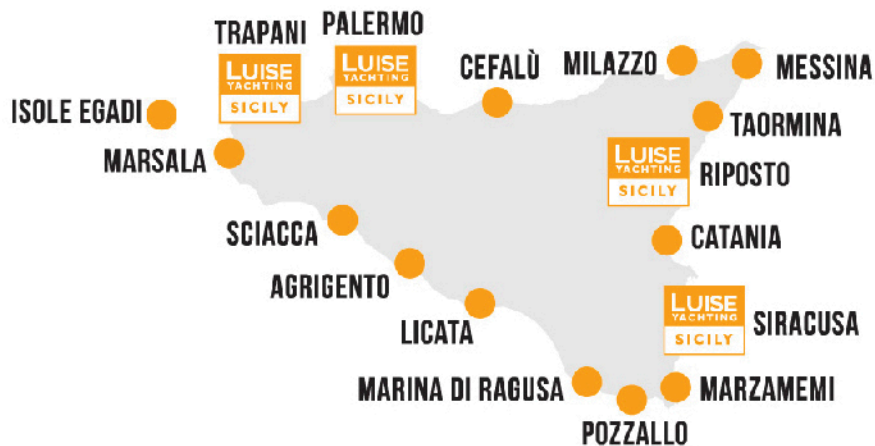 TRAPANI
LUISE
YACHTING
SICILY
PALERMO
LUISE
YACHTING
SICILY
CEFALÙ
MILAZZO
MESSINA
ISOLE EGADI
TAORMINA
MARSALA
LUISE
YACHTING
SICILY
RIPOSTO
SCIACCA
CATANIA
AGRIGENTO
LUISE
YACHTING
SICILY
SIRACUSA
LICATA
MARINA DI RAGUSA
MARZAMEMI
POZZALLO